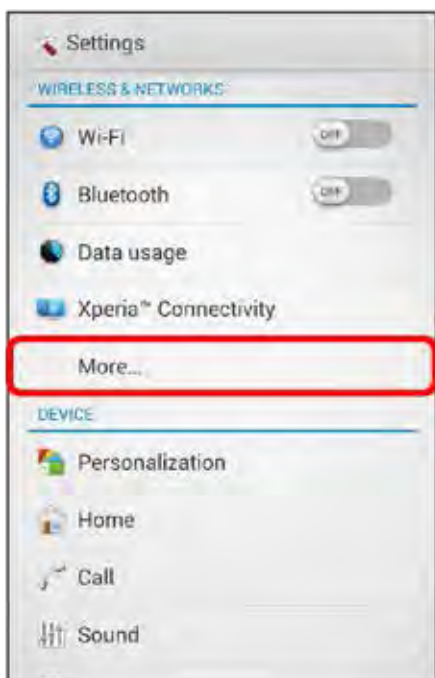 Settings
WIRELESS & NETWORKS
Wi-Fi
OFF
Bluetooth
OFF
Data usage
Xperia™ Connectivity
More...
DEVICE
Personalization
Home
Call
Sound